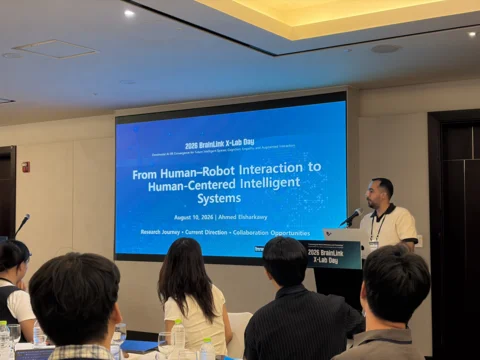 2026 BrainLink X-Lab Day
From Human–Robot Interaction to
Human-Centered Intelligent
Systems
August 10, 2026 | Ahmed Elsharkawy
Research Journey • Current Direction • Collaboration Opportunities
2026 BrainLink
X-Lab Day